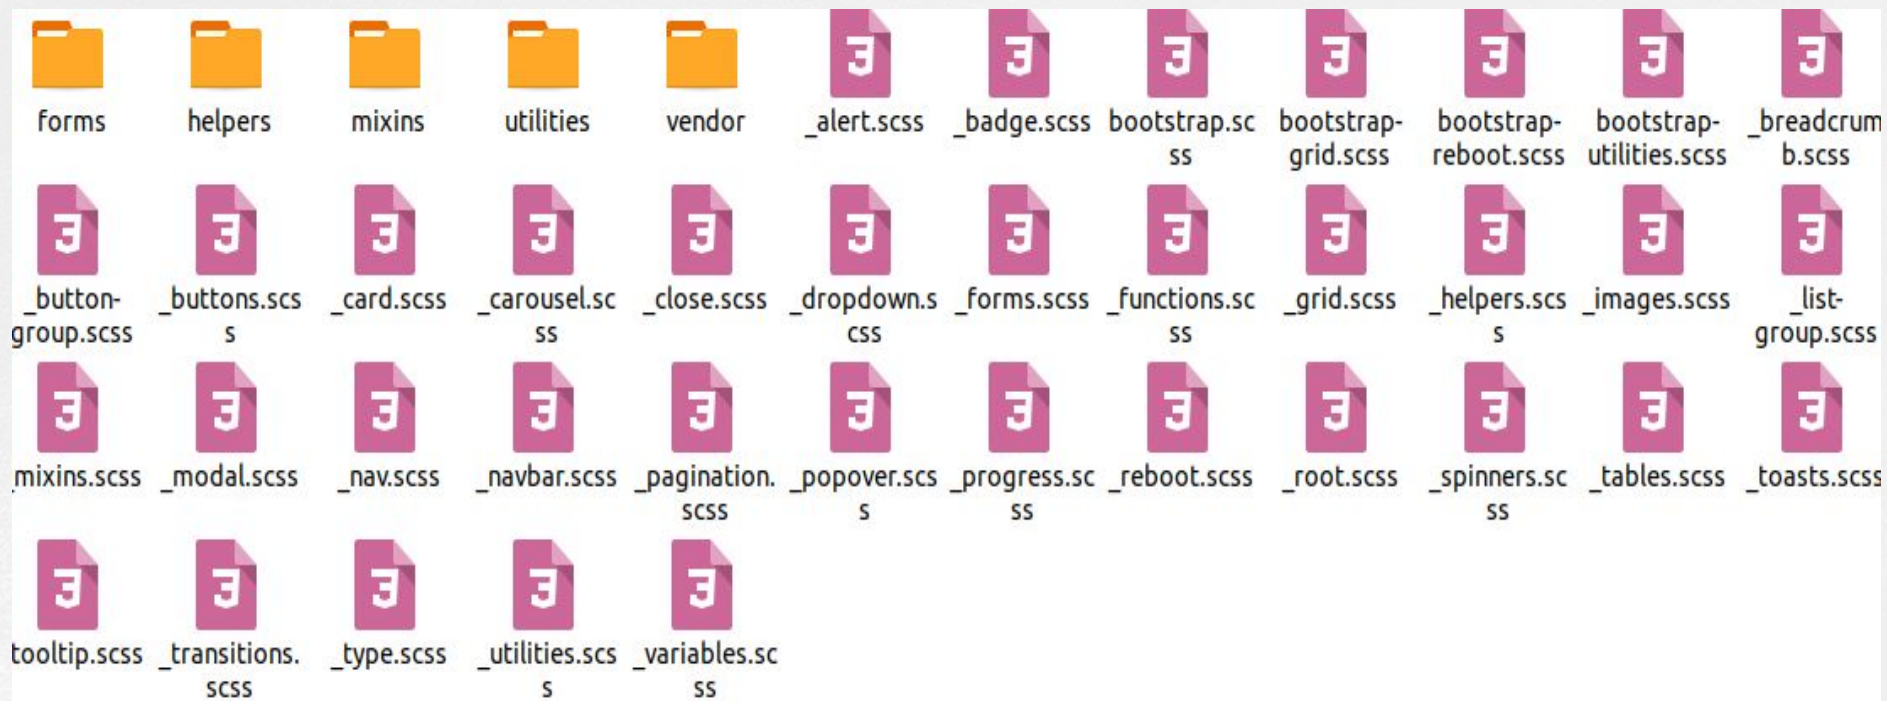 forms helpers mixins utilities vendor _alert.scss _badge.scss bootstrap.sc bootstrap- bootstrap- bootstrap- _breadcrum
ss grid.scss reboot.scss utilities.scss b.scss
_button- _buttons.scs _card.scss _carousel.sc _close.scss _dropdown.s _forms.scss _functions.sc _grid.scss _helpers.scs _images.scss _list-
group.scss s ss css ss s group.scss
mixins.scss _modal.scss _nav.scss _navbar.scss _pagination. _popover.scs _progress.sc _reboot.scss _root.scss _spinners.sc _tables.scss _toasts.scss
scss s ss ss
tooltip.scss _transitions. _type.scss _utilities.scs _variables.sc
scss s ss